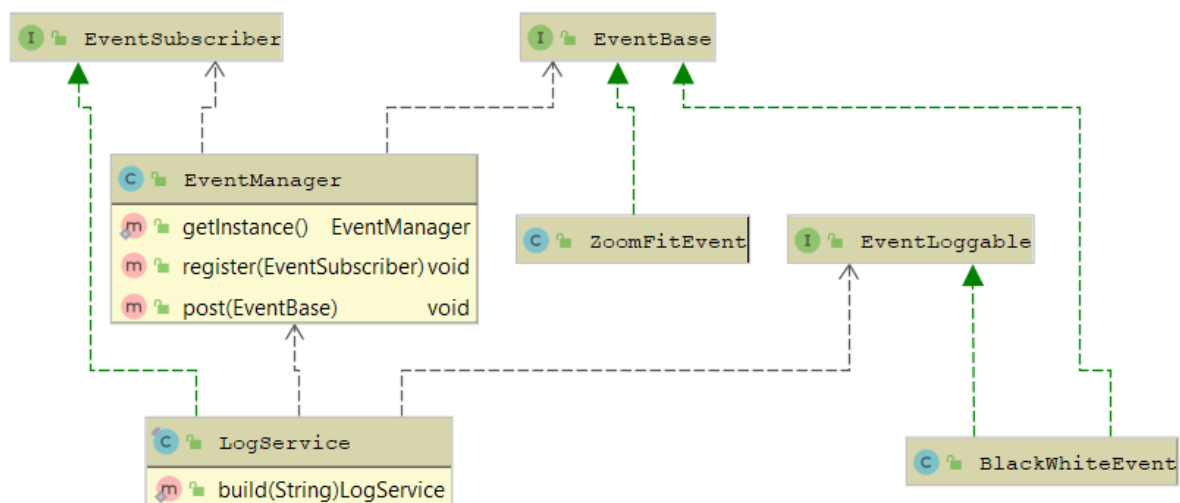 I EventSubscriber
I EventBase
C EventManager
m getInstance() EventManager
m register(EventSubscriber) void
m post(EventBase) void
C ZoomFitEvent
I EventLoggable
C LogService
m build(String) LogService
C BlackWhiteEvent